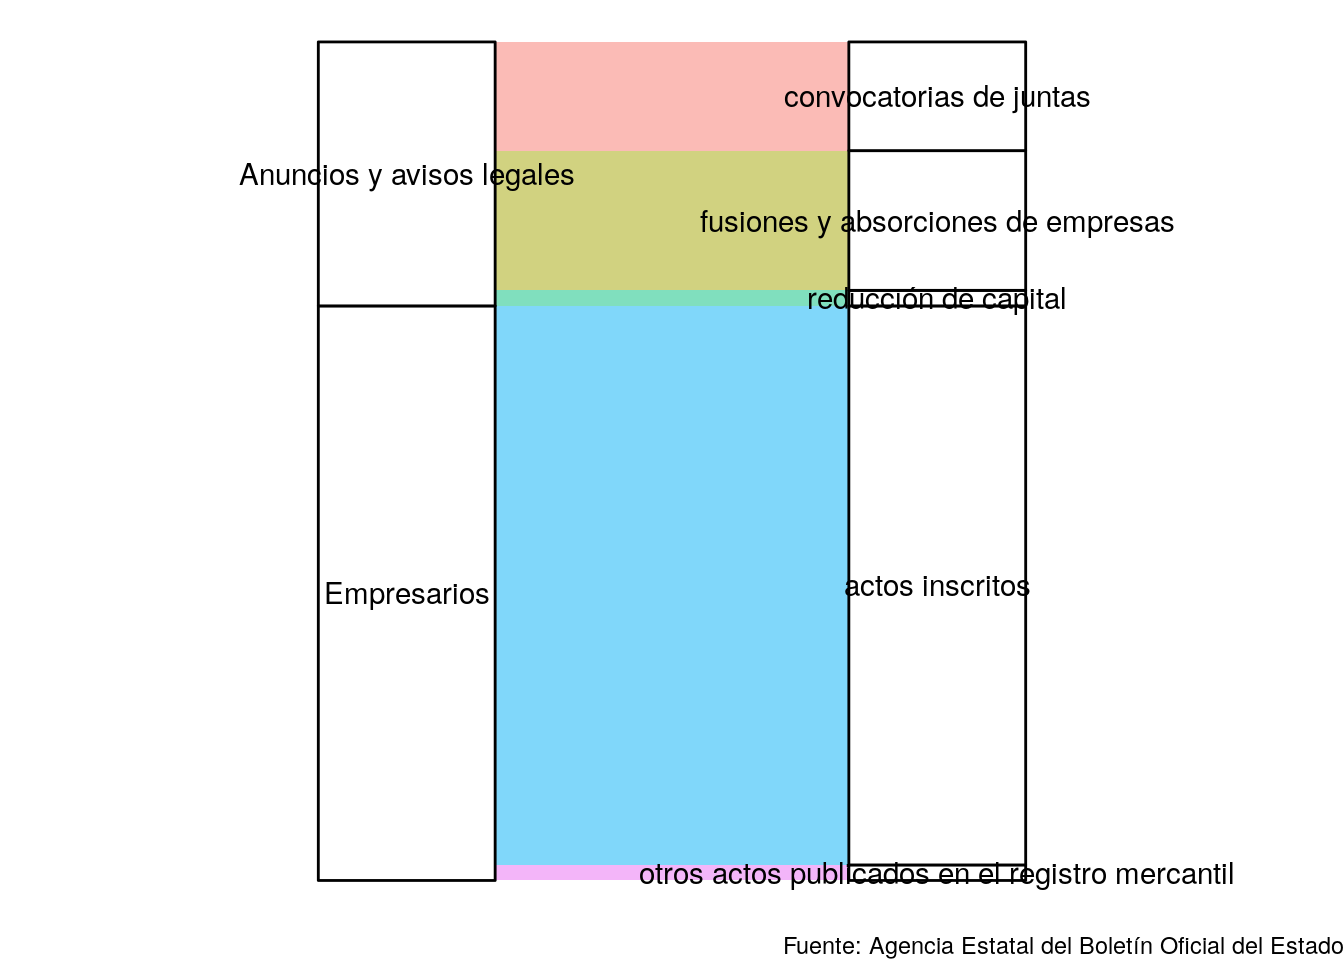 convocatorias de juntas
Anuncios y avisos legales
fusiones y absorciones de empresas
reducción de capital
Empresarios
actos inscritos
otros actos publicados en el registro mercantil
Fuente: Agencia Estatal del Boletín Oficial del Estado